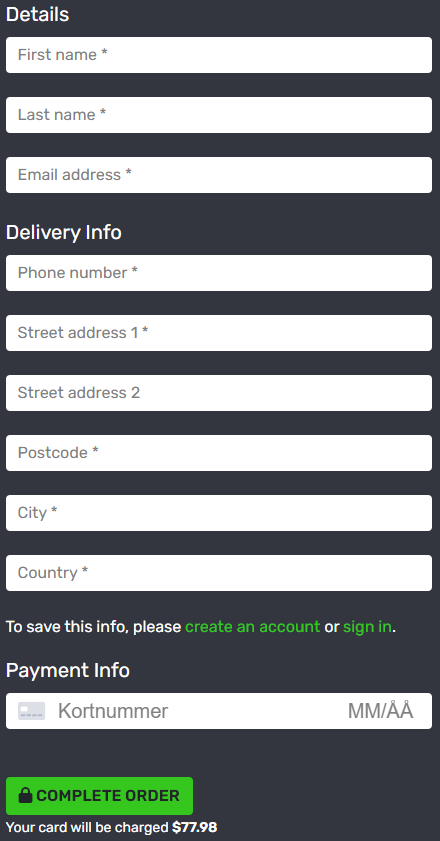 Details
First name *
Last name *
Email address *
Delivery Info
Phone number *
Street address 1 *
Street address 2
Postcode *
City *
Country *
To save this info, please create an account or sign in.
Payment Info
Kortnummer MM/ÅÅ
COMPLETE ORDER
Your card will be charged $77.98